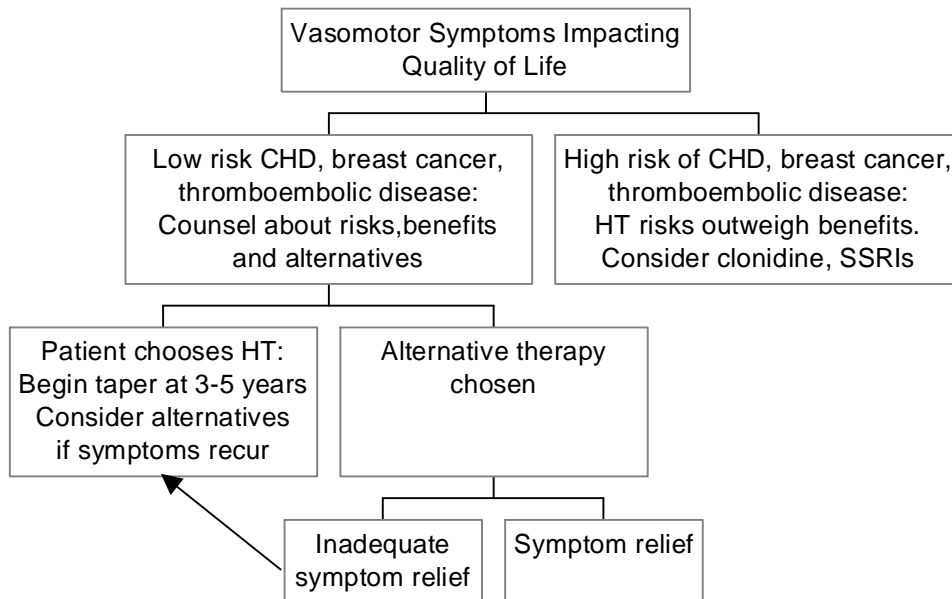 Vasomotor Symptoms Impacting
Quality of Life
Low risk CHD, breast cancer,
thromboembolic disease:
Counsel about risks,benefits
and alternatives
High risk of CHD, breast cancer,
thromboembolic disease:
HT risks outweigh benefits.
Consider clonidine, SSRIs
Patient chooses HT:
Begin taper at 3-5 years
Consider alternatives
if symptoms recur
Alternative therapy
chosen
Inadequate
symptom relief
Symptom relief